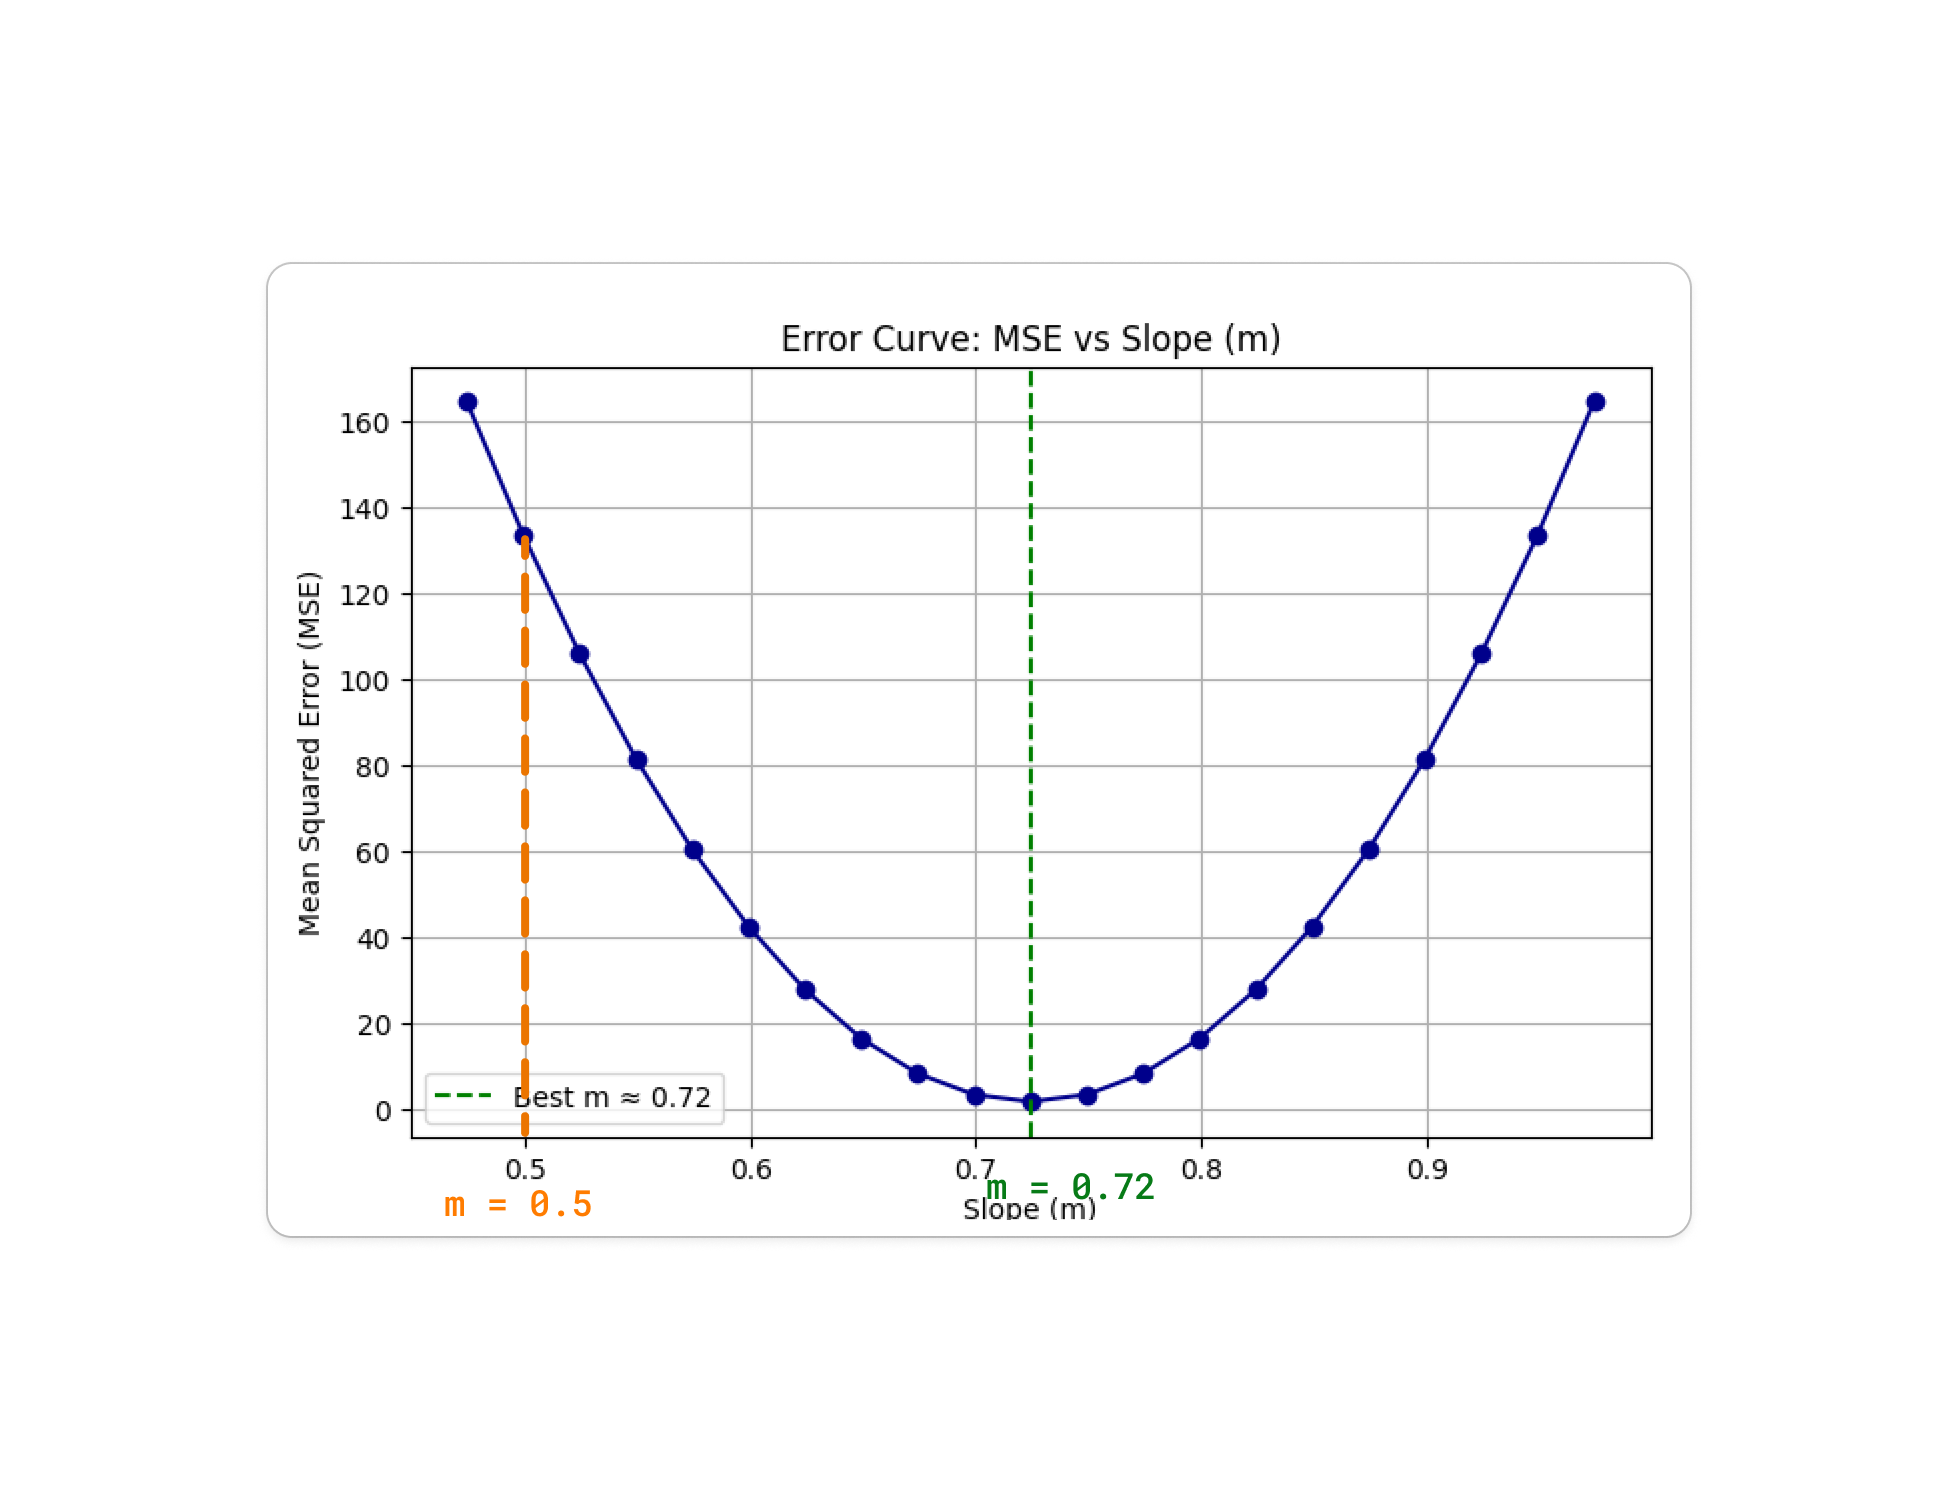 Error Curve: MSE vs Slope (m)
Mean Squared Error (MSE)
160
140
120
100
80
60
40
20
0
Best m ≈ 0.72
0.5
0.6
0.7
0.8
0.9
m = 0.5
m = 0.72
Slope (m)